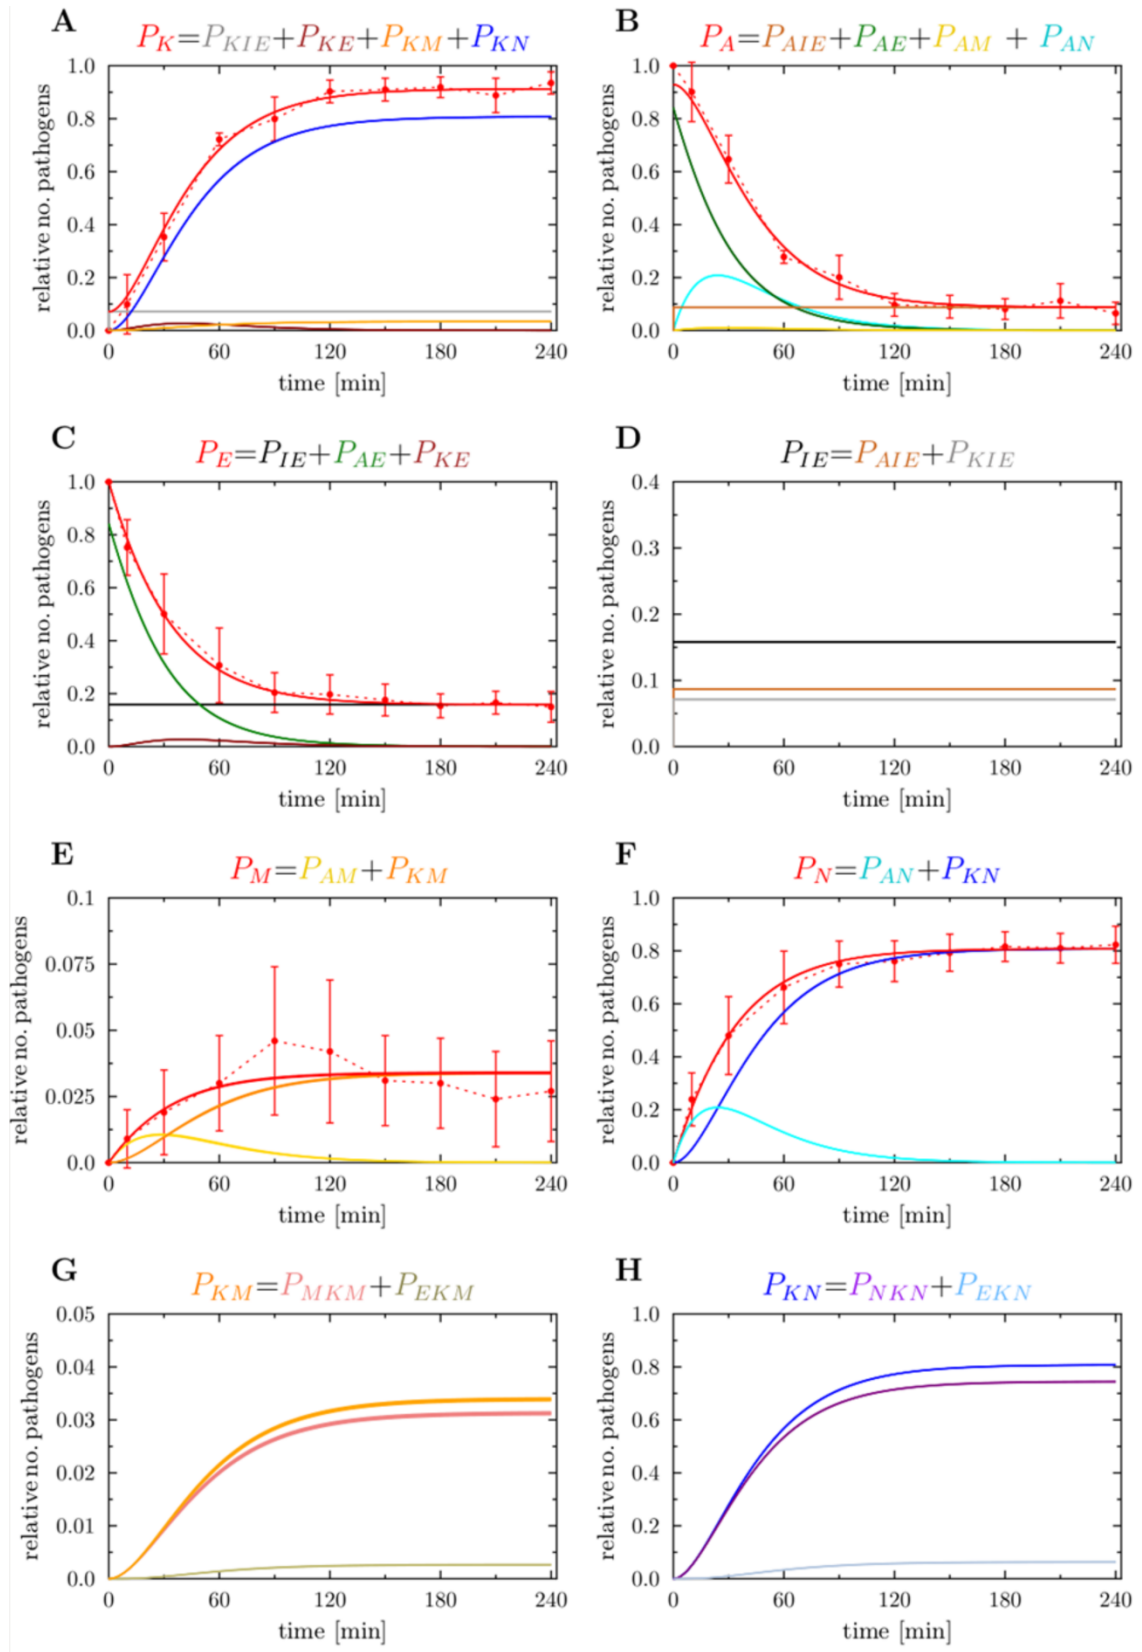 A
P_K=P_KIE+P_KE+P_KM+P_KN
relative no. pathogens
1.0
0.8
0.6
0.4
0.2
0.0
0 60 120 180 240
time [min]
B
P_A=P_AIE+P_AE+P_AM + P_AN
relative no. pathogens
1.0
0.8
0.6
0.4
0.2
0.0
0 60 120 180 240
time [min]
C
P_E=P_IE+P_AE+P_KE
relative no. pathogens
1.0
0.8
0.6
0.4
0.2
0.0
0 60 120 180 240
time [min]
D
P_IE=P_AIE+P_KIE
relative no. pathogens
0.4
0.3
0.2
0.1
0.0
0 60 120 180 240
time [min]
E
P_M=P_AM+P_KM
relative no. pathogens
0.1
0.075
0.05
0.025
0.0
0 60 120 180 240
time [min]
F
P_N=P_AN+P_KN
relative no. pathogens
1.0
0.8
0.6
0.4
0.2
0.0
0 60 120 180 240
time [min]
G
P_KM=P_MKM+P_EKM
relative no. pathogens
0.05
0.04
0.03
0.02
0.01
0.0
0 60 120 180 240
time [min]
H
P_KN=P_NKN+P_EKN
relative no. pathogens
1.0
0.8
0.6
0.4
0.2
0.0
0 60 120 180 240
time [min]